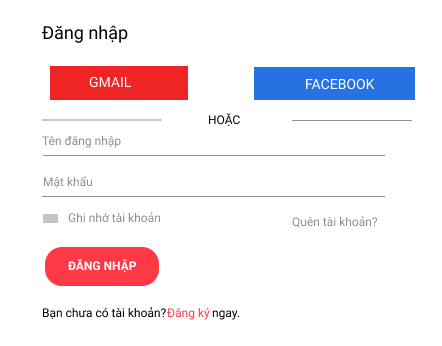 Đăng nhập
GMAIL FACEBOOK
HOẶC
Tên đăng nhập
Mật khẩu
Ghi nhớ tài khoản Quên tài khoản?
ĐĂNG NHẬP
Bạn chưa có tài khoản?Đăng ký ngay.